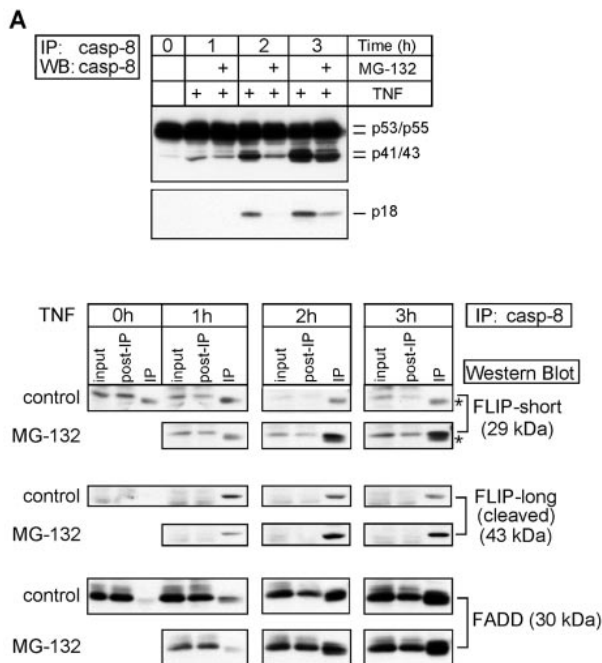 A
IP: casp-8
WB: casp-8
0 1 2 3 Time (h)
+ + + MG-132
+ + + + + + TNF
p53/p55
p41/43
p18
TNF 0h 1h 2h 3h IP: casp-8
input post-IP IP input post-IP IP input post-IP IP input post-IP IP
Western Blot
control
*
FLIP-short
(29 kDa)
MG-132
*
control
FLIP-long
(cleaved)
(43 kDa)
MG-132
control
FADD (30 kDa)
MG-132